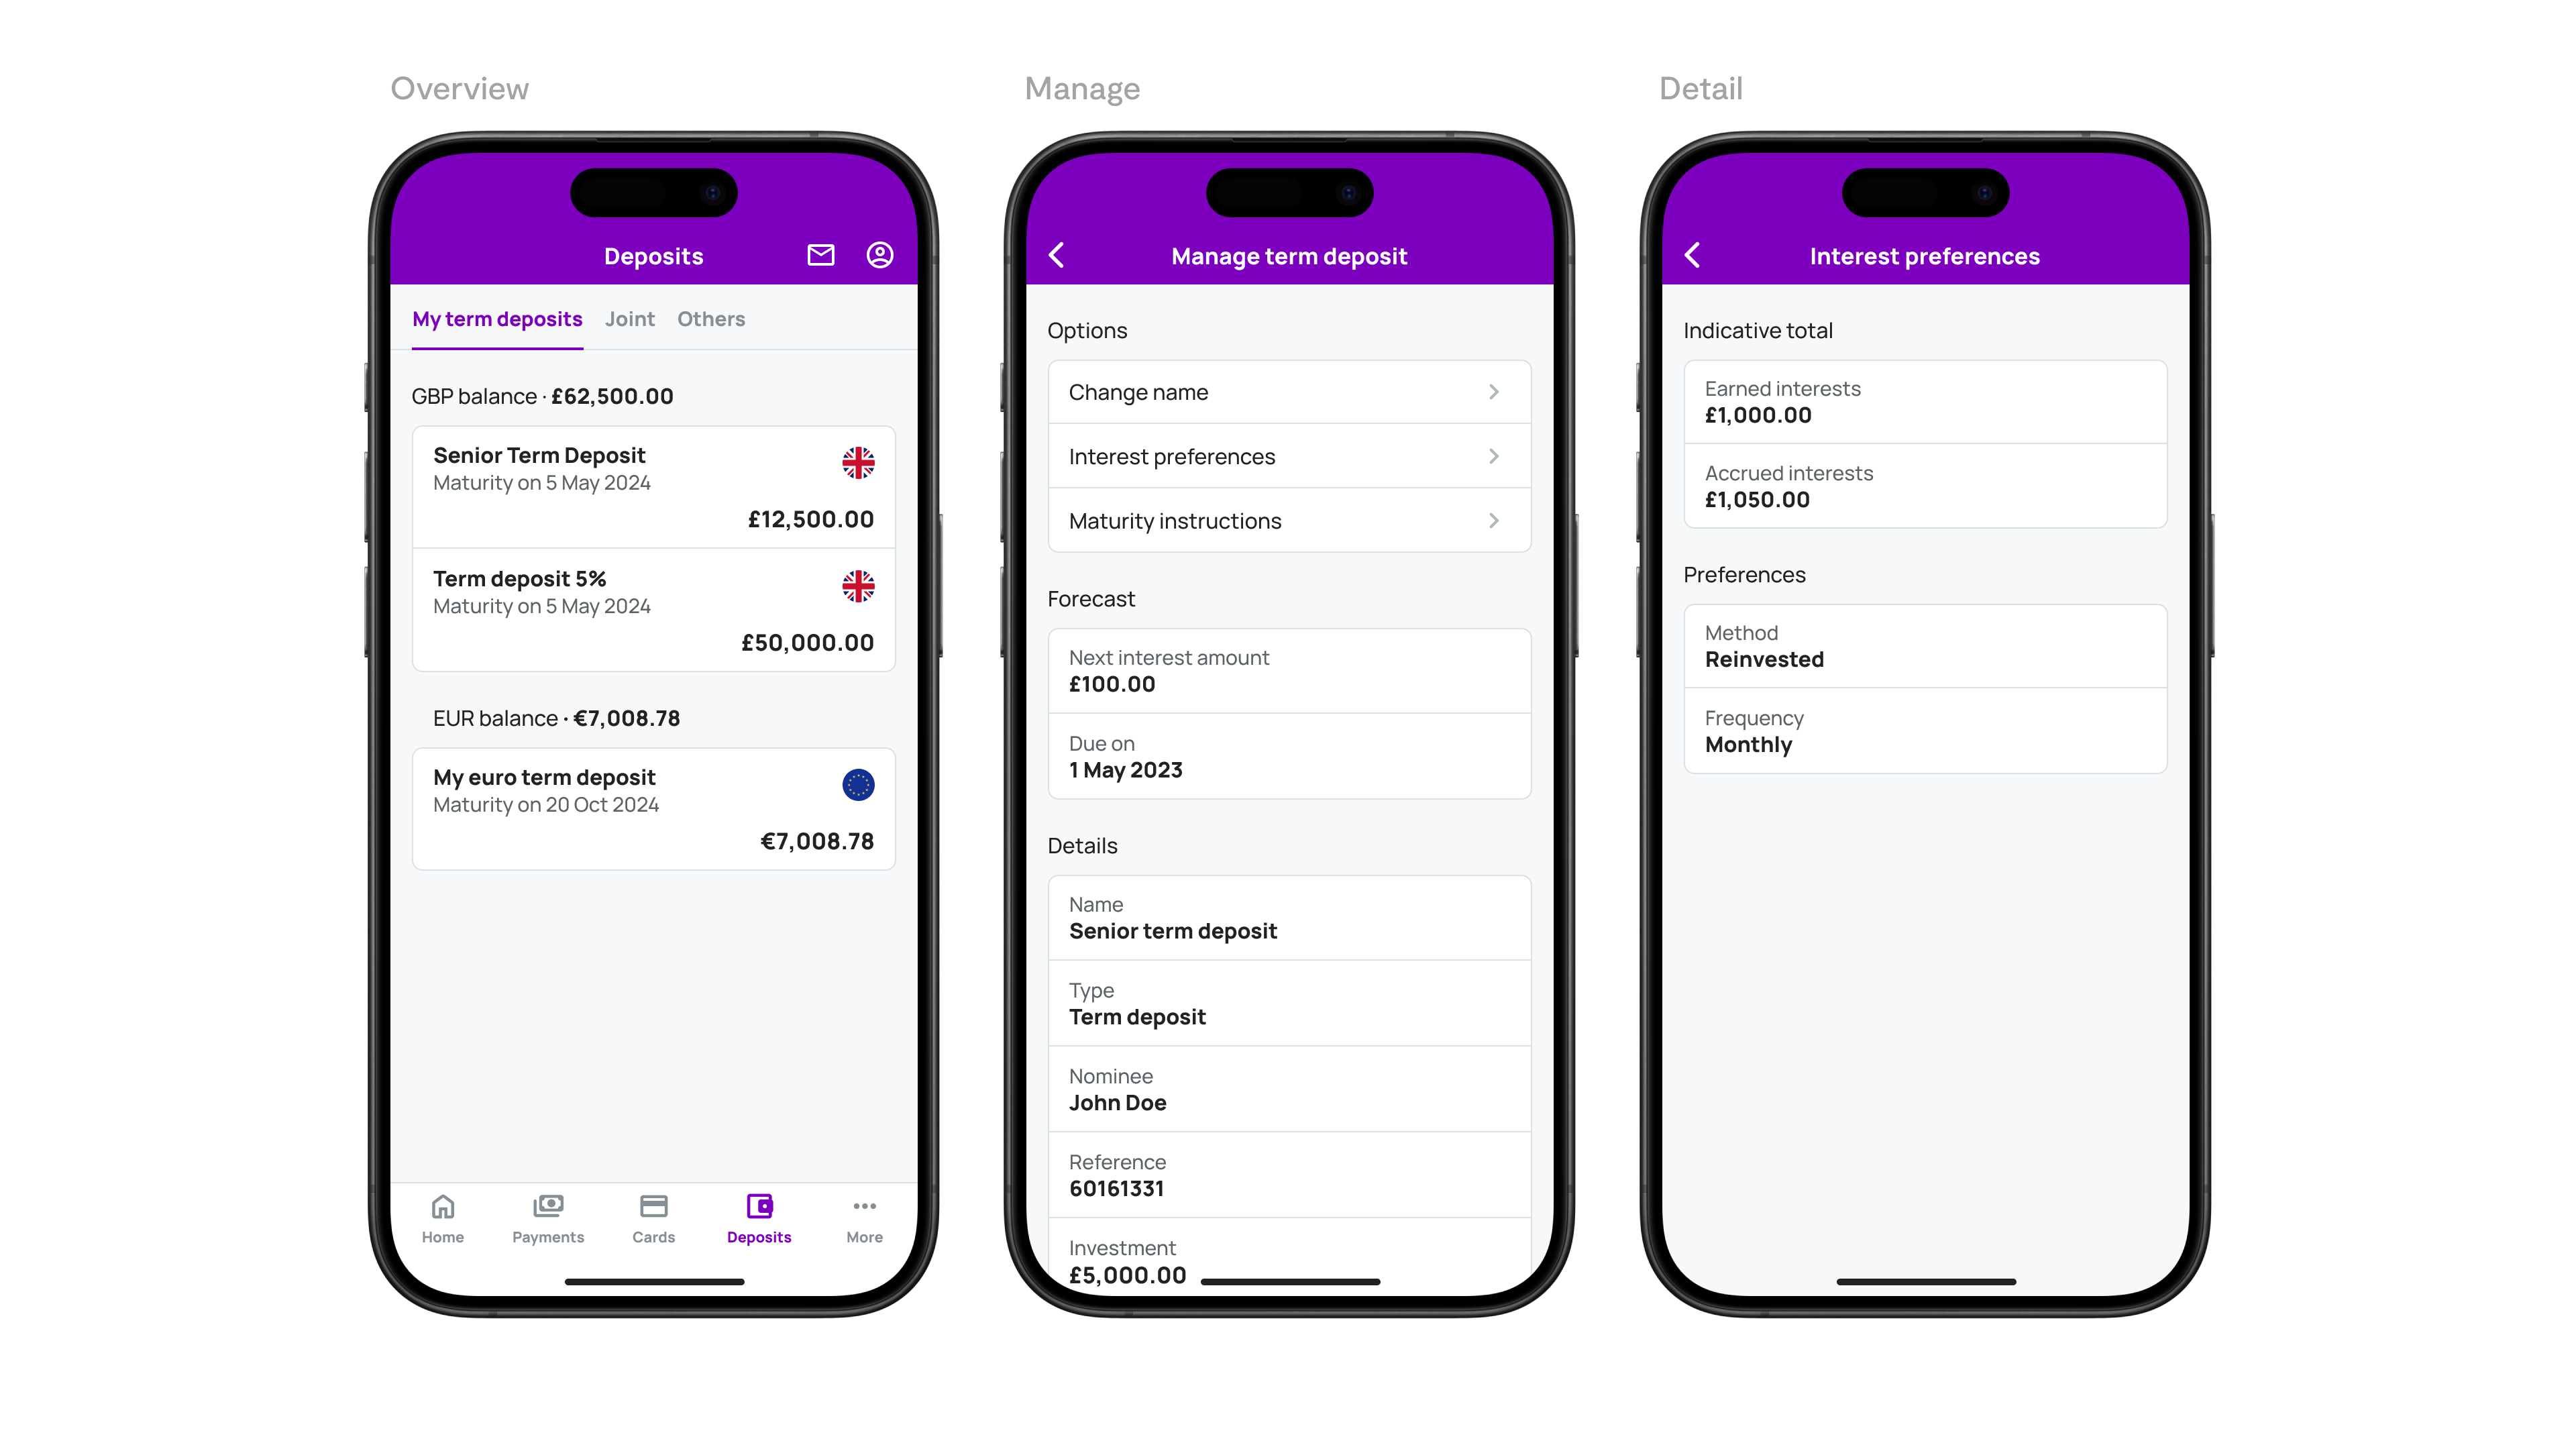 Overview
Deposits
My term deposits Joint Others
GBP balance · £62,500.00
Senior Term Deposit
Maturity on 5 May 2024
£12,500.00
Term deposit 5%
Maturity on 5 May 2024
£50,000.00
EUR balance · €7,008.78
My euro term deposit
Maturity on 20 Oct 2024
€7,008.78
Home Payments Cards Deposits More
Manage
Manage term deposit
Options
Change name
Interest preferences
Maturity instructions
Forecast
Next interest amount
£100.00
Due on
1 May 2023
Details
Name
Senior term deposit
Type
Term deposit
Nominee
John Doe
Reference
60161331
Investment
£5,000.00
Detail
Interest preferences
Indicative total
Earned interests
£1,000.00
Accrued interests
£1,050.00
Preferences
Method
Reinvested
Frequency
Monthly